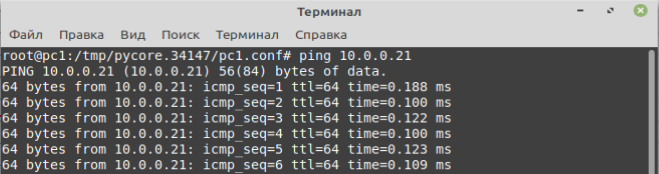 Терминал
Файл Правка Вид Поиск Терминал Справка
root@pc1:/tmp/pycore.34147/pc1.conf# ping 10.0.0.21
PING 10.0.0.21 (10.0.0.21) 56(84) bytes of data.
64 bytes from 10.0.0.21: icmp_seq=1 ttl=64 time=0.188 ms
64 bytes from 10.0.0.21: icmp_seq=2 ttl=64 time=0.100 ms
64 bytes from 10.0.0.21: icmp_seq=3 ttl=64 time=0.122 ms
64 bytes from 10.0.0.21: icmp_seq=4 ttl=64 time=0.100 ms
64 bytes from 10.0.0.21: icmp_seq=5 ttl=64 time=0.123 ms
64 bytes from 10.0.0.21: icmp_seq=6 ttl=64 time=0.109 ms